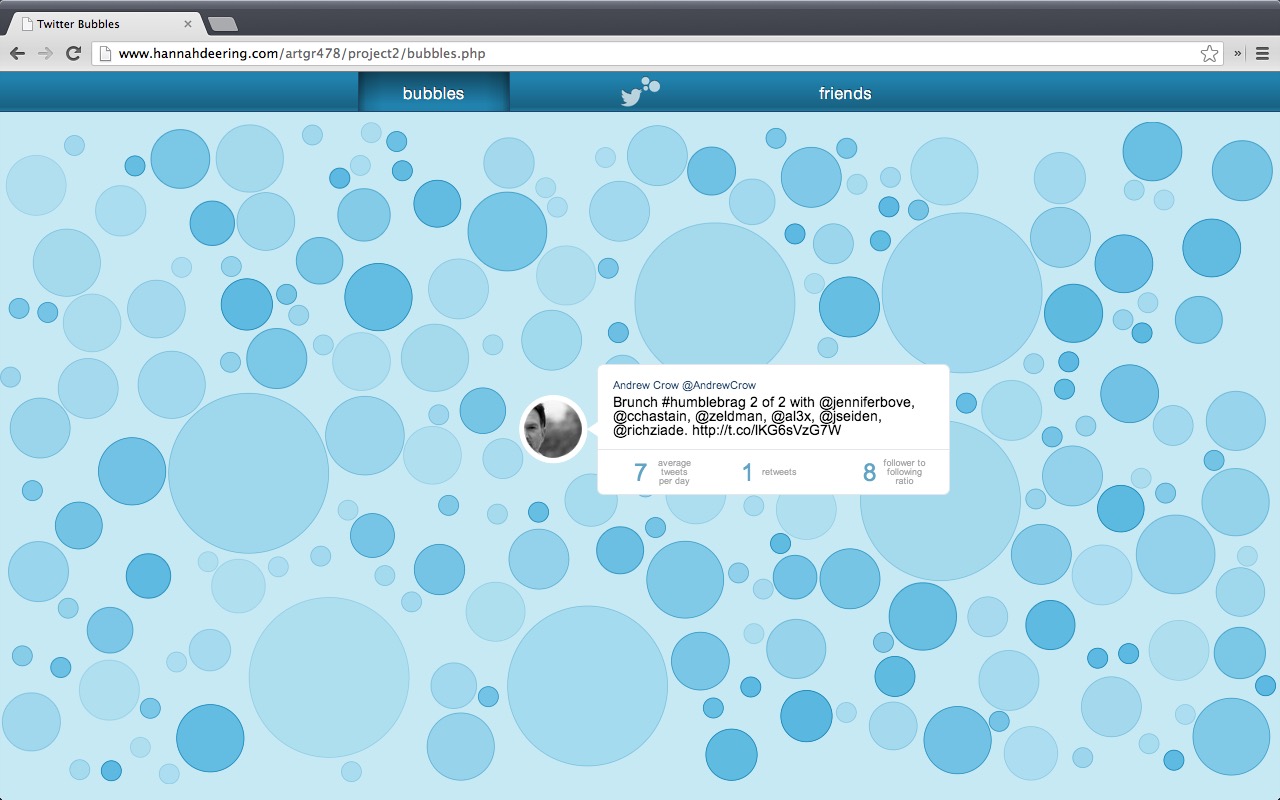 Twitter Bubbles
www.hannahdeering.com/artgr478/project2/bubbles.php
bubbles
friends
Andrew Crow @AndrewCrow
Brunch #humblebrag 2 of 2 with @jenniferbove,
@cchastain, @zeldman, @al3x, @jseiden,
@richziade. http://t.co/lKG6sVzG7W
7 average
tweets
per day
1 retweets
8 follower to
following
ratio